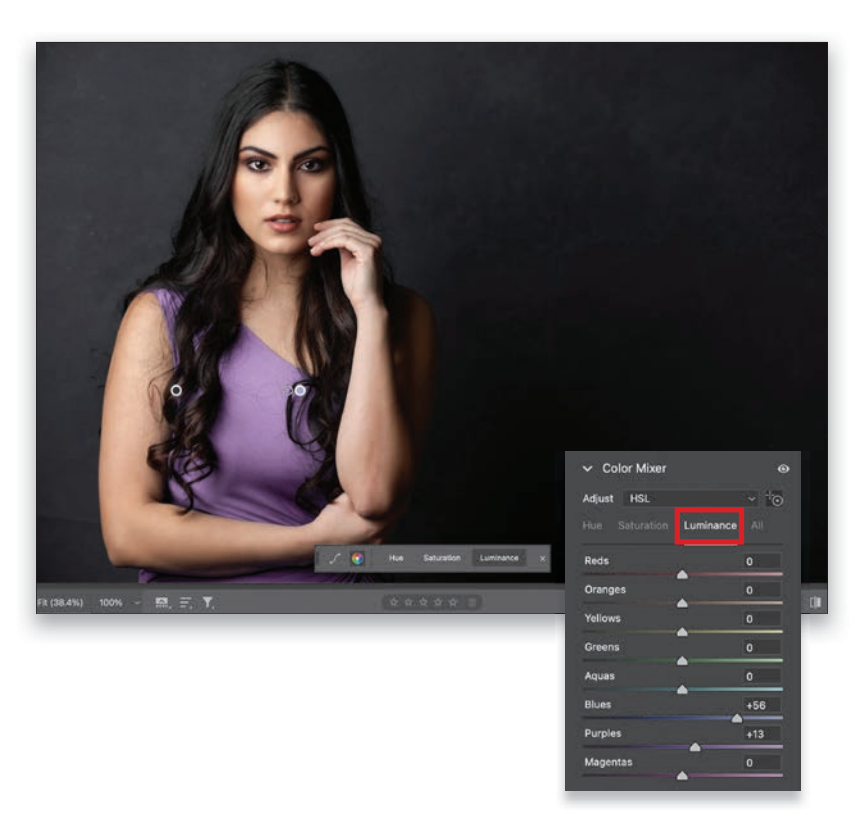 Color Mixer
Adjust HSL
Hue Saturation Luminance All
Reds 0
Oranges 0
Yellows 0
Greens 0
Aquas 0
Blues +56
Purples +13
Magentas 0
Hue Saturation Luminance x
Fit (38.4%) 100%